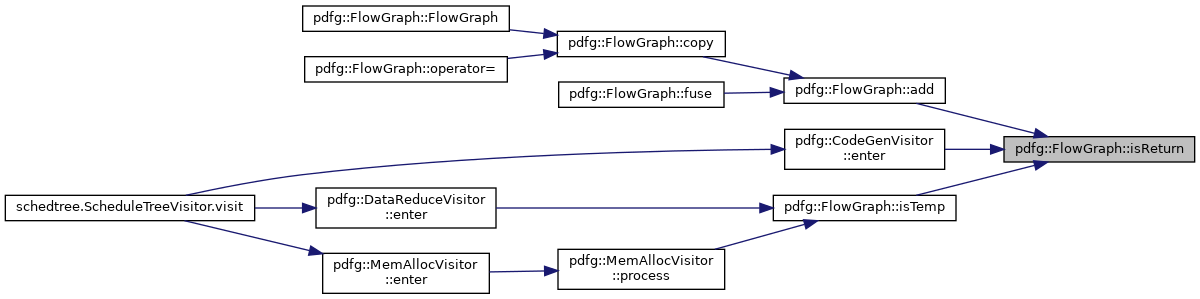 pdfg::FlowGraph::FlowGraph
pdfg::FlowGraph::copy
pdfg::FlowGraph::operator=
pdfg::FlowGraph::fuse
pdfg::FlowGraph::add
pdfg::CodeGenVisitor
::enter
pdfg::FlowGraph::isReturn
schedtree.ScheduleTreeVisitor.visit
pdfg::DataReduceVisitor
::enter
pdfg::FlowGraph::isTemp
pdfg::MemAllocVisitor
::enter
pdfg::MemAllocVisitor
::process